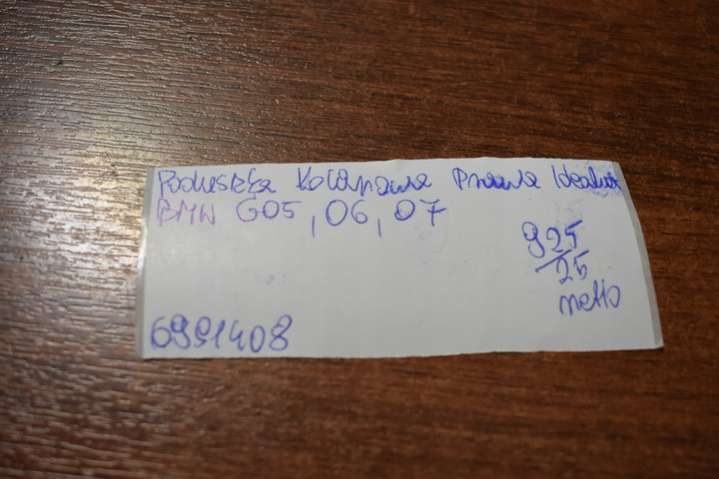 Poduszka Kolanowa Prawa Idealna
BMW G05, 06, 07
925
25
netto
6991408